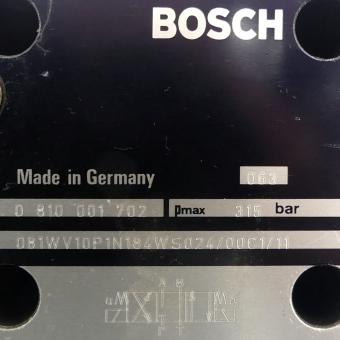 BOSCH
Made in Germany 063
0 810 001 702 pmax 315 bar
081WV10P1N184WS024/00C1/11
A B
P T